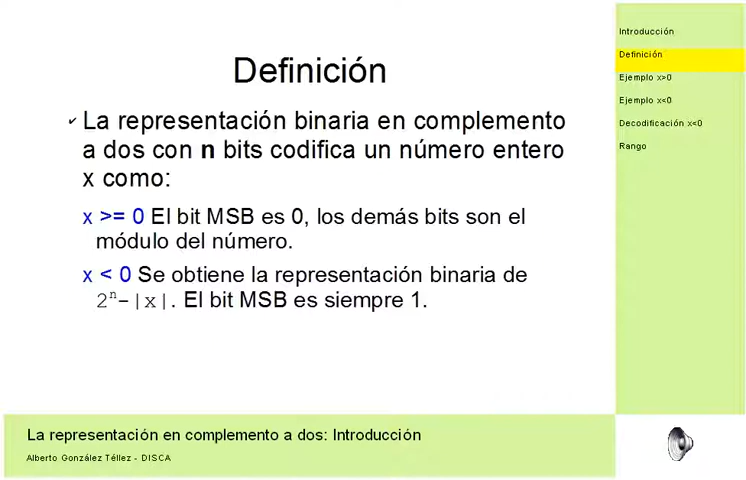 Definición
✓ La representación binaria en complemento
a dos con n bits codifica un número entero
x como:
x >= 0 El bit MSB es 0, los demás bits son el
módulo del número.
x < 0 Se obtiene la representación binaria de
2ⁿ-|x|. El bit MSB es siempre 1.
Introducción
Definición
Ejemplo x>0
Ejemplo x<0
Decodificación x<0
Rango
La representación en complemento a dos: Introducción
Alberto González Téllez - DISCA